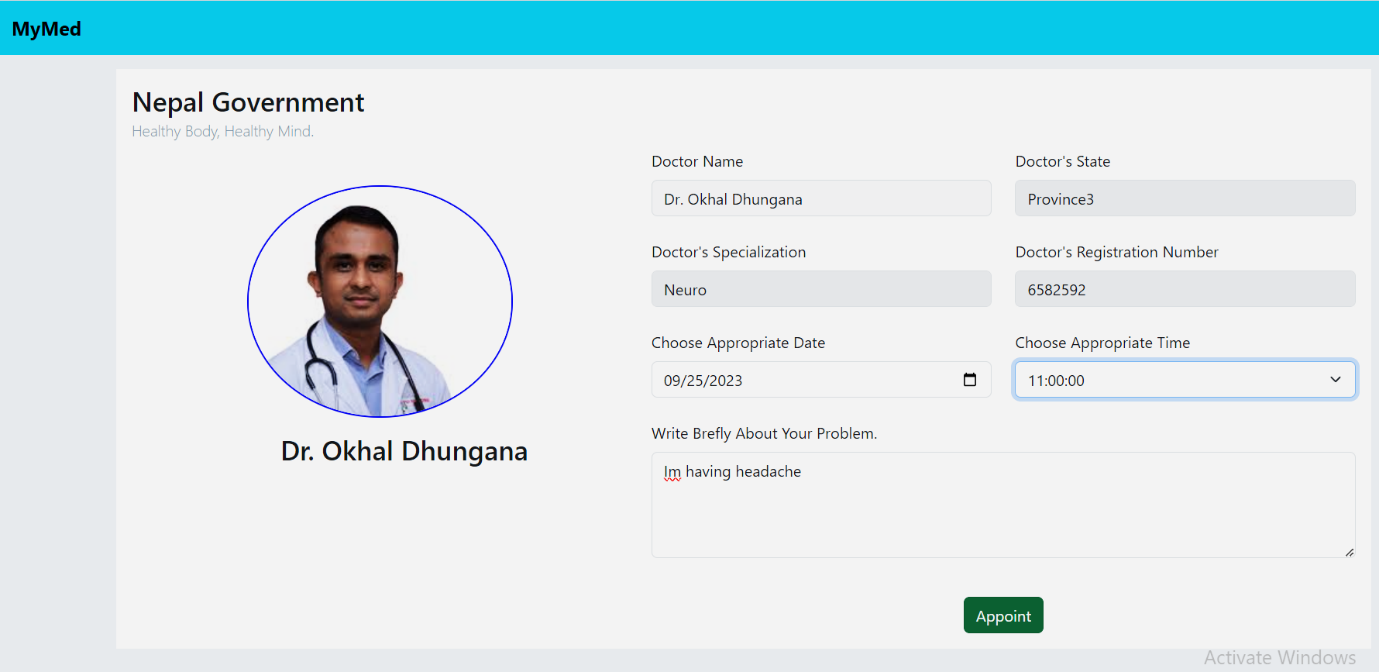 MyMed
Nepal Government
Healthy Body, Healthy Mind.
Dr. Okhal Dhungana
Doctor Name
Doctor's State
Dr. Okhal Dhungana
Province3
Doctor's Specialization
Doctor's Registration Number
Neuro
6582592
Choose Appropriate Date
Choose Appropriate Time
09/25/2023
11:00:00
Write Brefly About Your Problem.
Im having headache
Appoint
Activate Windows